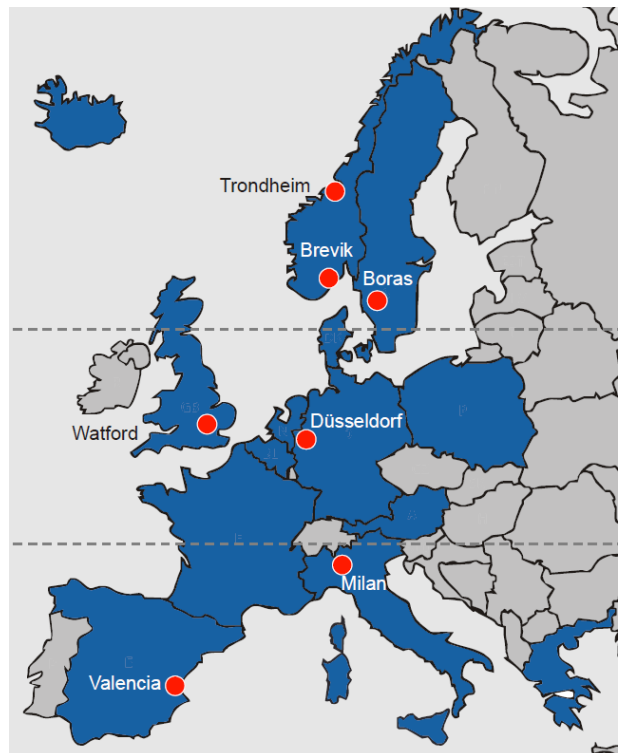 Trondheim
Brevik
Boras
Düsseldorf
Watford
Milan
Valencia